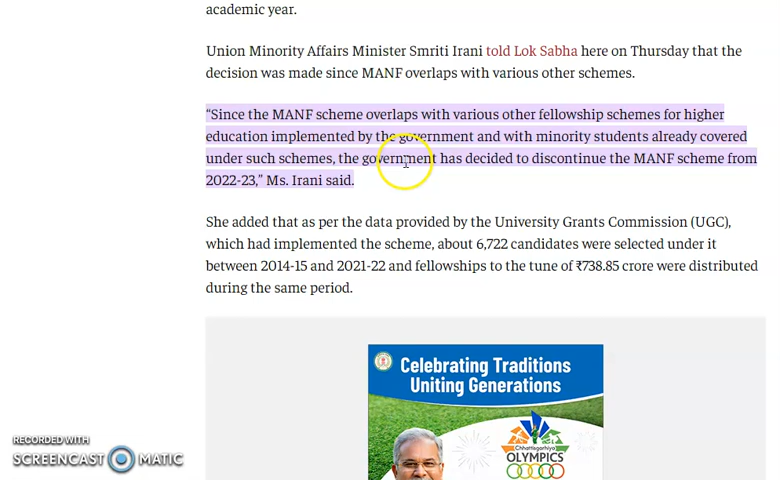 academic year.
Union Minority Affairs Minister Smriti Irani told Lok Sabha here on Thursday that the
decision was made since MANF overlaps with various other schemes.
“Since the MANF scheme overlaps with various other fellowship schemes for higher
education implemented by the government and with minority students already covered
under such schemes, the government has decided to discontinue the MANF scheme from
2022-23,” Ms. Irani said.
She added that as per the data provided by the University Grants Commission (UGC),
which had implemented the scheme, about 6,722 candidates were selected under it
between 2014-15 and 2021-22 and fellowships to the tune of ₹738.85 crore were distributed
during the same period.
Celebrating Traditions
Uniting Generations
Chhattisgarhiya
OLYMPICS
RECORDED WITH
SCREENCAST MATIC